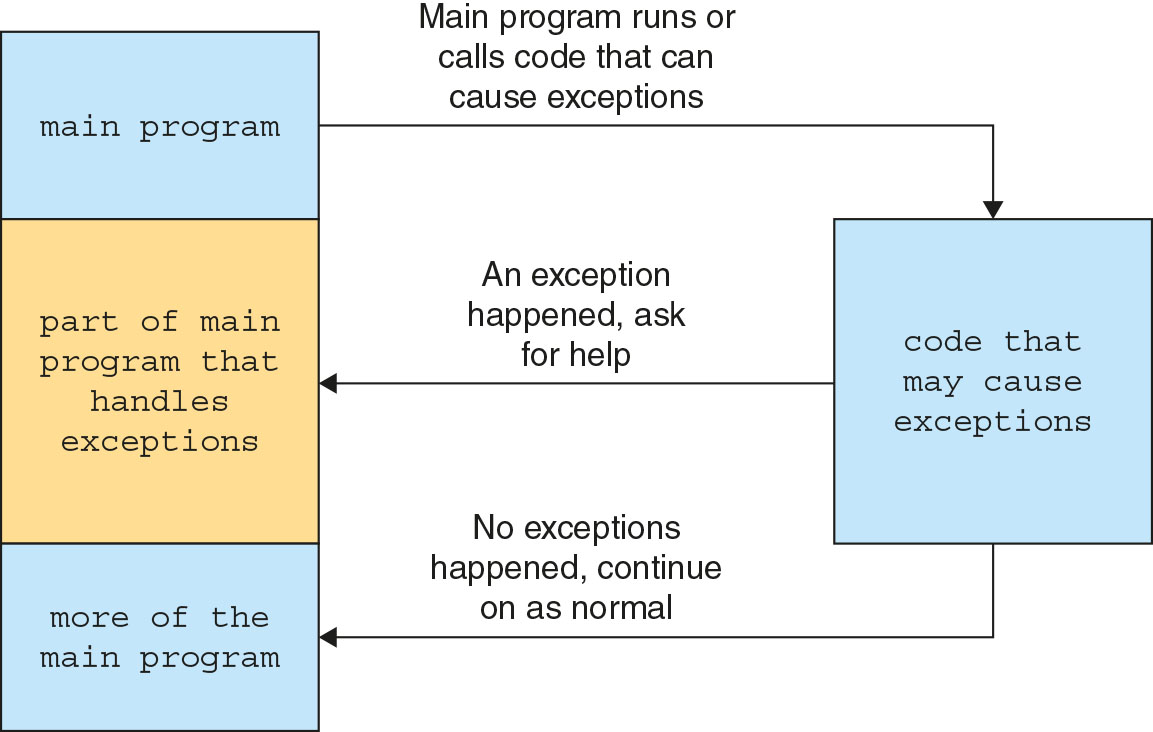 Main program runs or
calls code that can
cause exceptions
main program
An exception
happened, ask
for help
part of main
program that
handles
exceptions
code that
may cause
exceptions
No exceptions
happened, continue
on as normal
more of the
main program